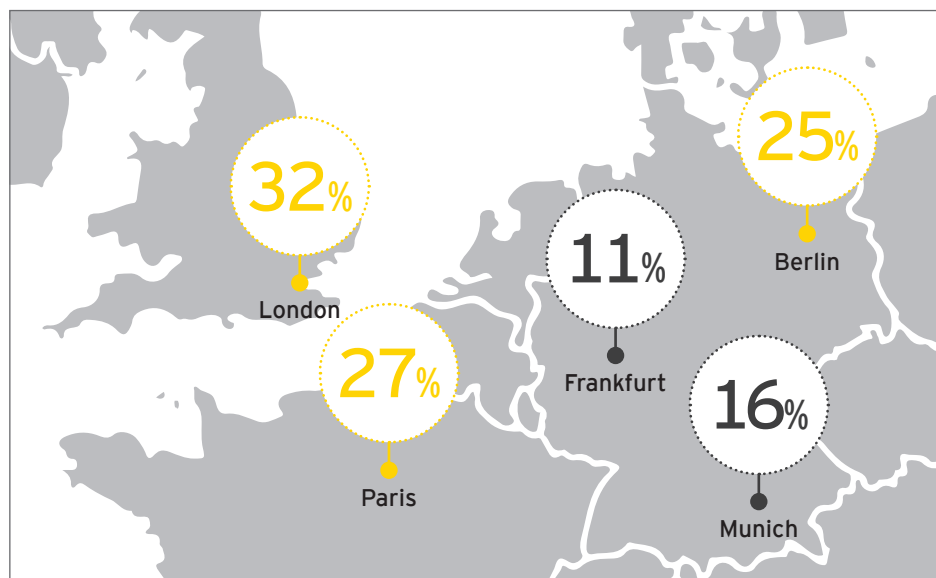 25%
Berlin
32%
London
11%
Frankfurt
27%
Paris
16%
Munich